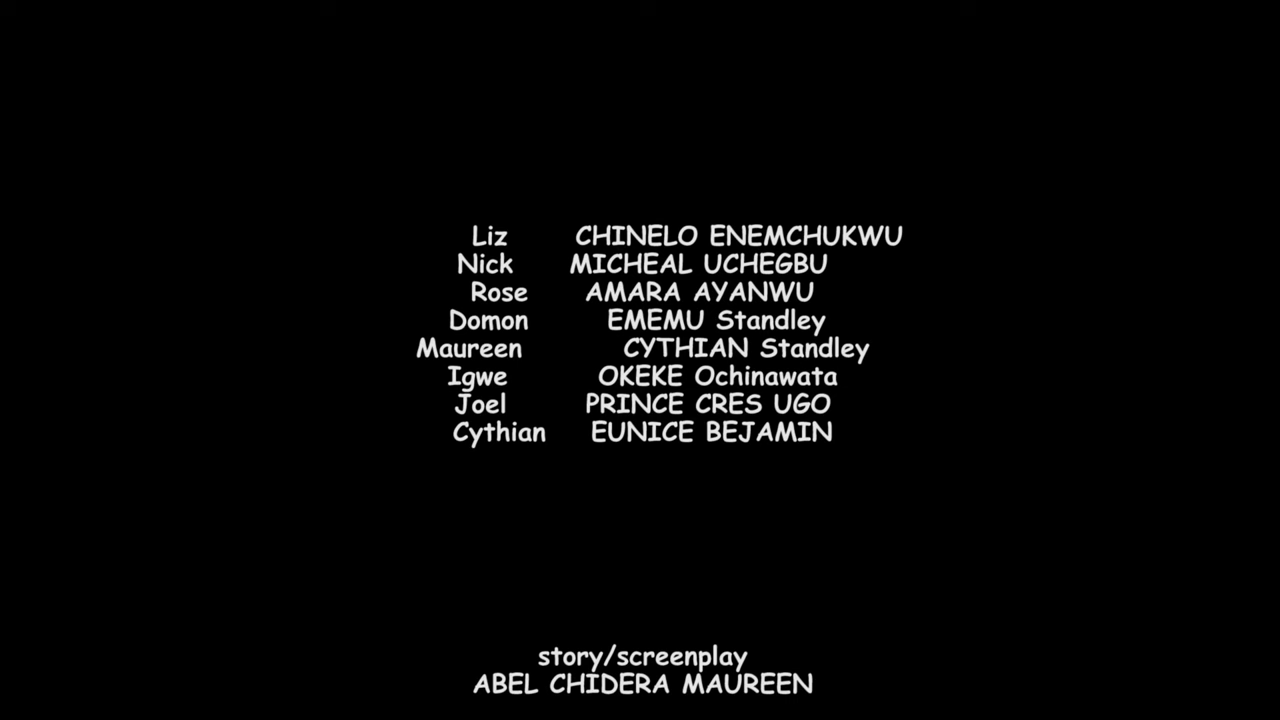 Liz CHINELO ENEMCHUKWU
Nick MICHEAL UCHEGBU
Rose AMARA AYANWU
Domon EMEMU Standley
Maureen CYTHIAN Standley
Igwe OKEKE Ochinawata
Joel PRINCE CRES UGO
Cythian EUNICE BEJAMIN
story/screenplay
ABEL CHIDERA MAUREEN